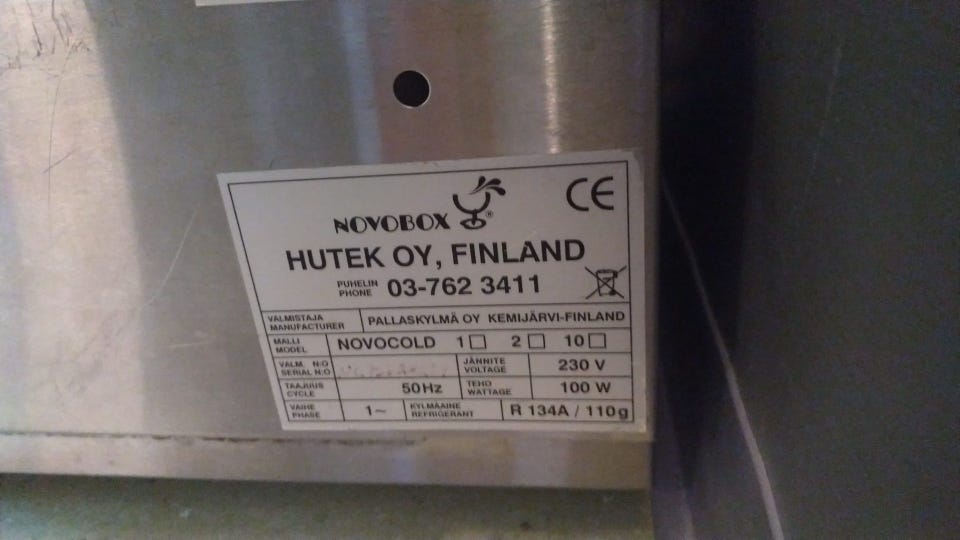 NOVOBOX ®
CE
HUTEK OY, FINLAND
PUHELIN
PHONE 03-762 3411
VALMISTAJA
MANUFACTURER PALLASKYLMÄ OY KEMIJÄRVI-FINLAND
MALLI
MODEL NOVOCOLD 1 2 10
VALM. N:O
SERIAL N:O
JÄNNITE
VOLTAGE 230 V
TAAJUUS
CYCLE 50Hz
TEHO
WATTAGE 100 W
VAIHE
PHASE 1~
KYLMÄAINE
REFRIGERANT R 134A / 110g